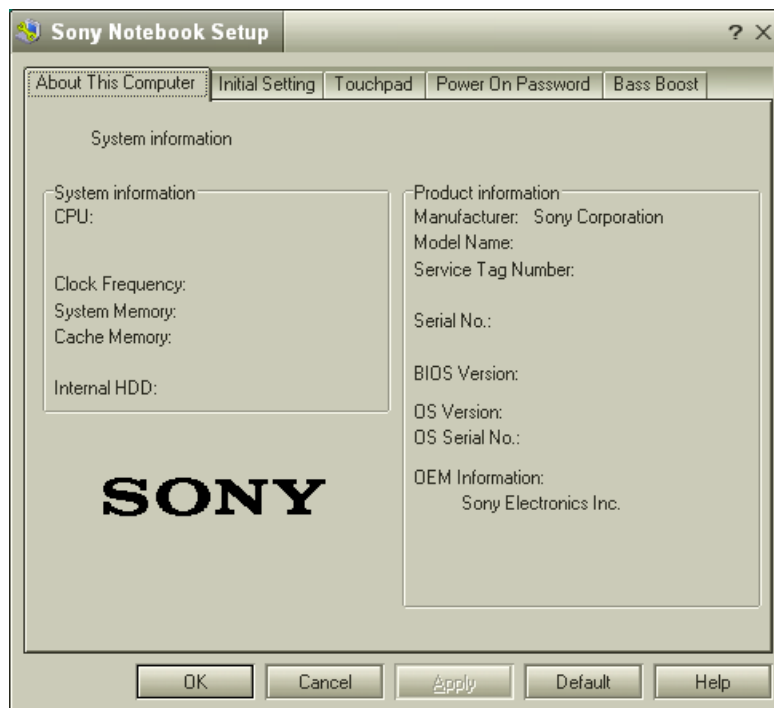 Sony Notebook Setup
? X
About This Computer Initial Setting Touchpad Power On Password Bass Boost
System information
System information
CPU:
Clock Frequency:
System Memory:
Cache Memory:
Internal HDD:
SONY
Product information
Manufacturer: Sony Corporation
Model Name:
Service Tag Number:
Serial No.:
BIOS Version:
OS Version:
OS Serial No.:
OEM Information:
Sony Electronics Inc.
OK Cancel Apply Default Help